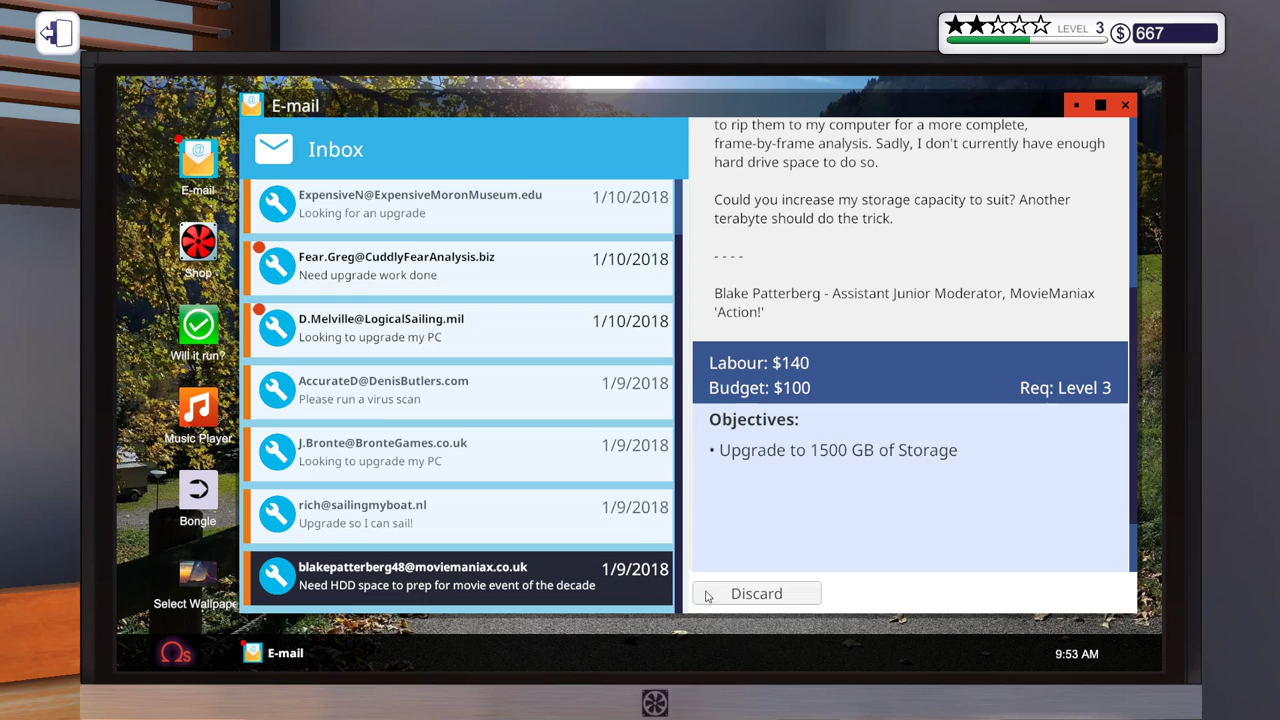 LEVEL 3
$ 667
E-mail
Inbox
ExpensiveN@ExpensiveMoronMuseum.edu
1/10/2018
Looking for an upgrade
Fear.Greg@CuddlyFearAnalysis.biz
1/10/2018
Need upgrade work done
D.Melville@LogicalSailing.mil
1/10/2018
Looking to upgrade my PC
AccurateD@DenisButlers.com
1/9/2018
Please run a virus scan
J.Bronte@BronteGames.co.uk
1/9/2018
Looking to upgrade my PC
rich@sailingmyboat.nl
1/9/2018
Upgrade so I can sail!
blakepatterberg48@moviemaniax.co.uk
1/9/2018
Need HDD space to prep for movie event of the decade
to rip them to my computer for a more complete,
frame-by-frame analysis. Sadly, I don't currently have enough
hard drive space to do so.
Could you increase my storage capacity to suit? Another
terabyte should do the trick.
- - - -
Blake Patterberg - Assistant Junior Moderator, MovieManiax
'Action!'
Labour: $140
Budget: $100
Req: Level 3
Objectives:
• Upgrade to 1500 GB of Storage
Discard
E-mail
Shop
Will it run?
Music Player
Bongle
Select Wallpape
Ωs
E-mail
9:53 AM